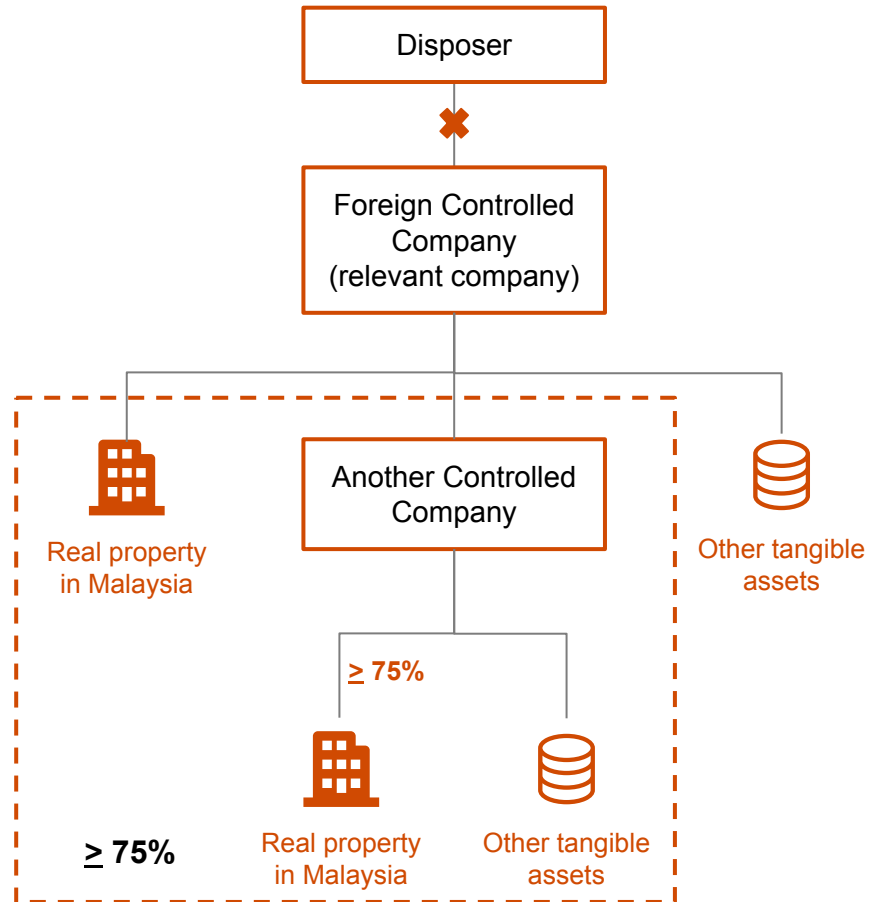 Disposer
Foreign Controlled
Company
(relevant company)
Real property
in Malaysia
Another Controlled
Company
Other tangible
assets
≥ 75%
Real property
in Malaysia
Other tangible
assets
≥ 75%